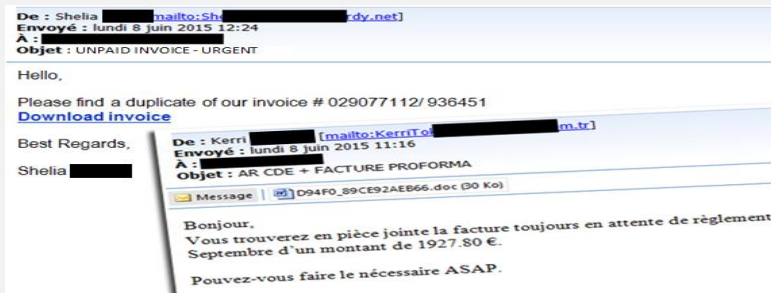 De : Shelia mailto:Sh rdy.net]
Envoyé : lundi 8 juin 2015 12:24
À :
Objet : UNPAID INVOICE - URGENT
Hello,
Please find a duplicate of our invoice # 029077112/ 936451
Download invoice
Best Regards,
Shelia
De : Kerri [mailto:KerriTol m.tr]
Envoyé : lundi 8 juin 2015 11:16
À :
Objet : AR CDE + FACTURE PROFORMA
Message D94F0_89CE92AEB66.doc (30 Ko)
Bonjour,
Vous trouverez en pièce jointe la facture toujours en attente de règlement
Septembre d'un montant de 1927.80 €.
Pouvez-vous faire le nécessaire ASAP.